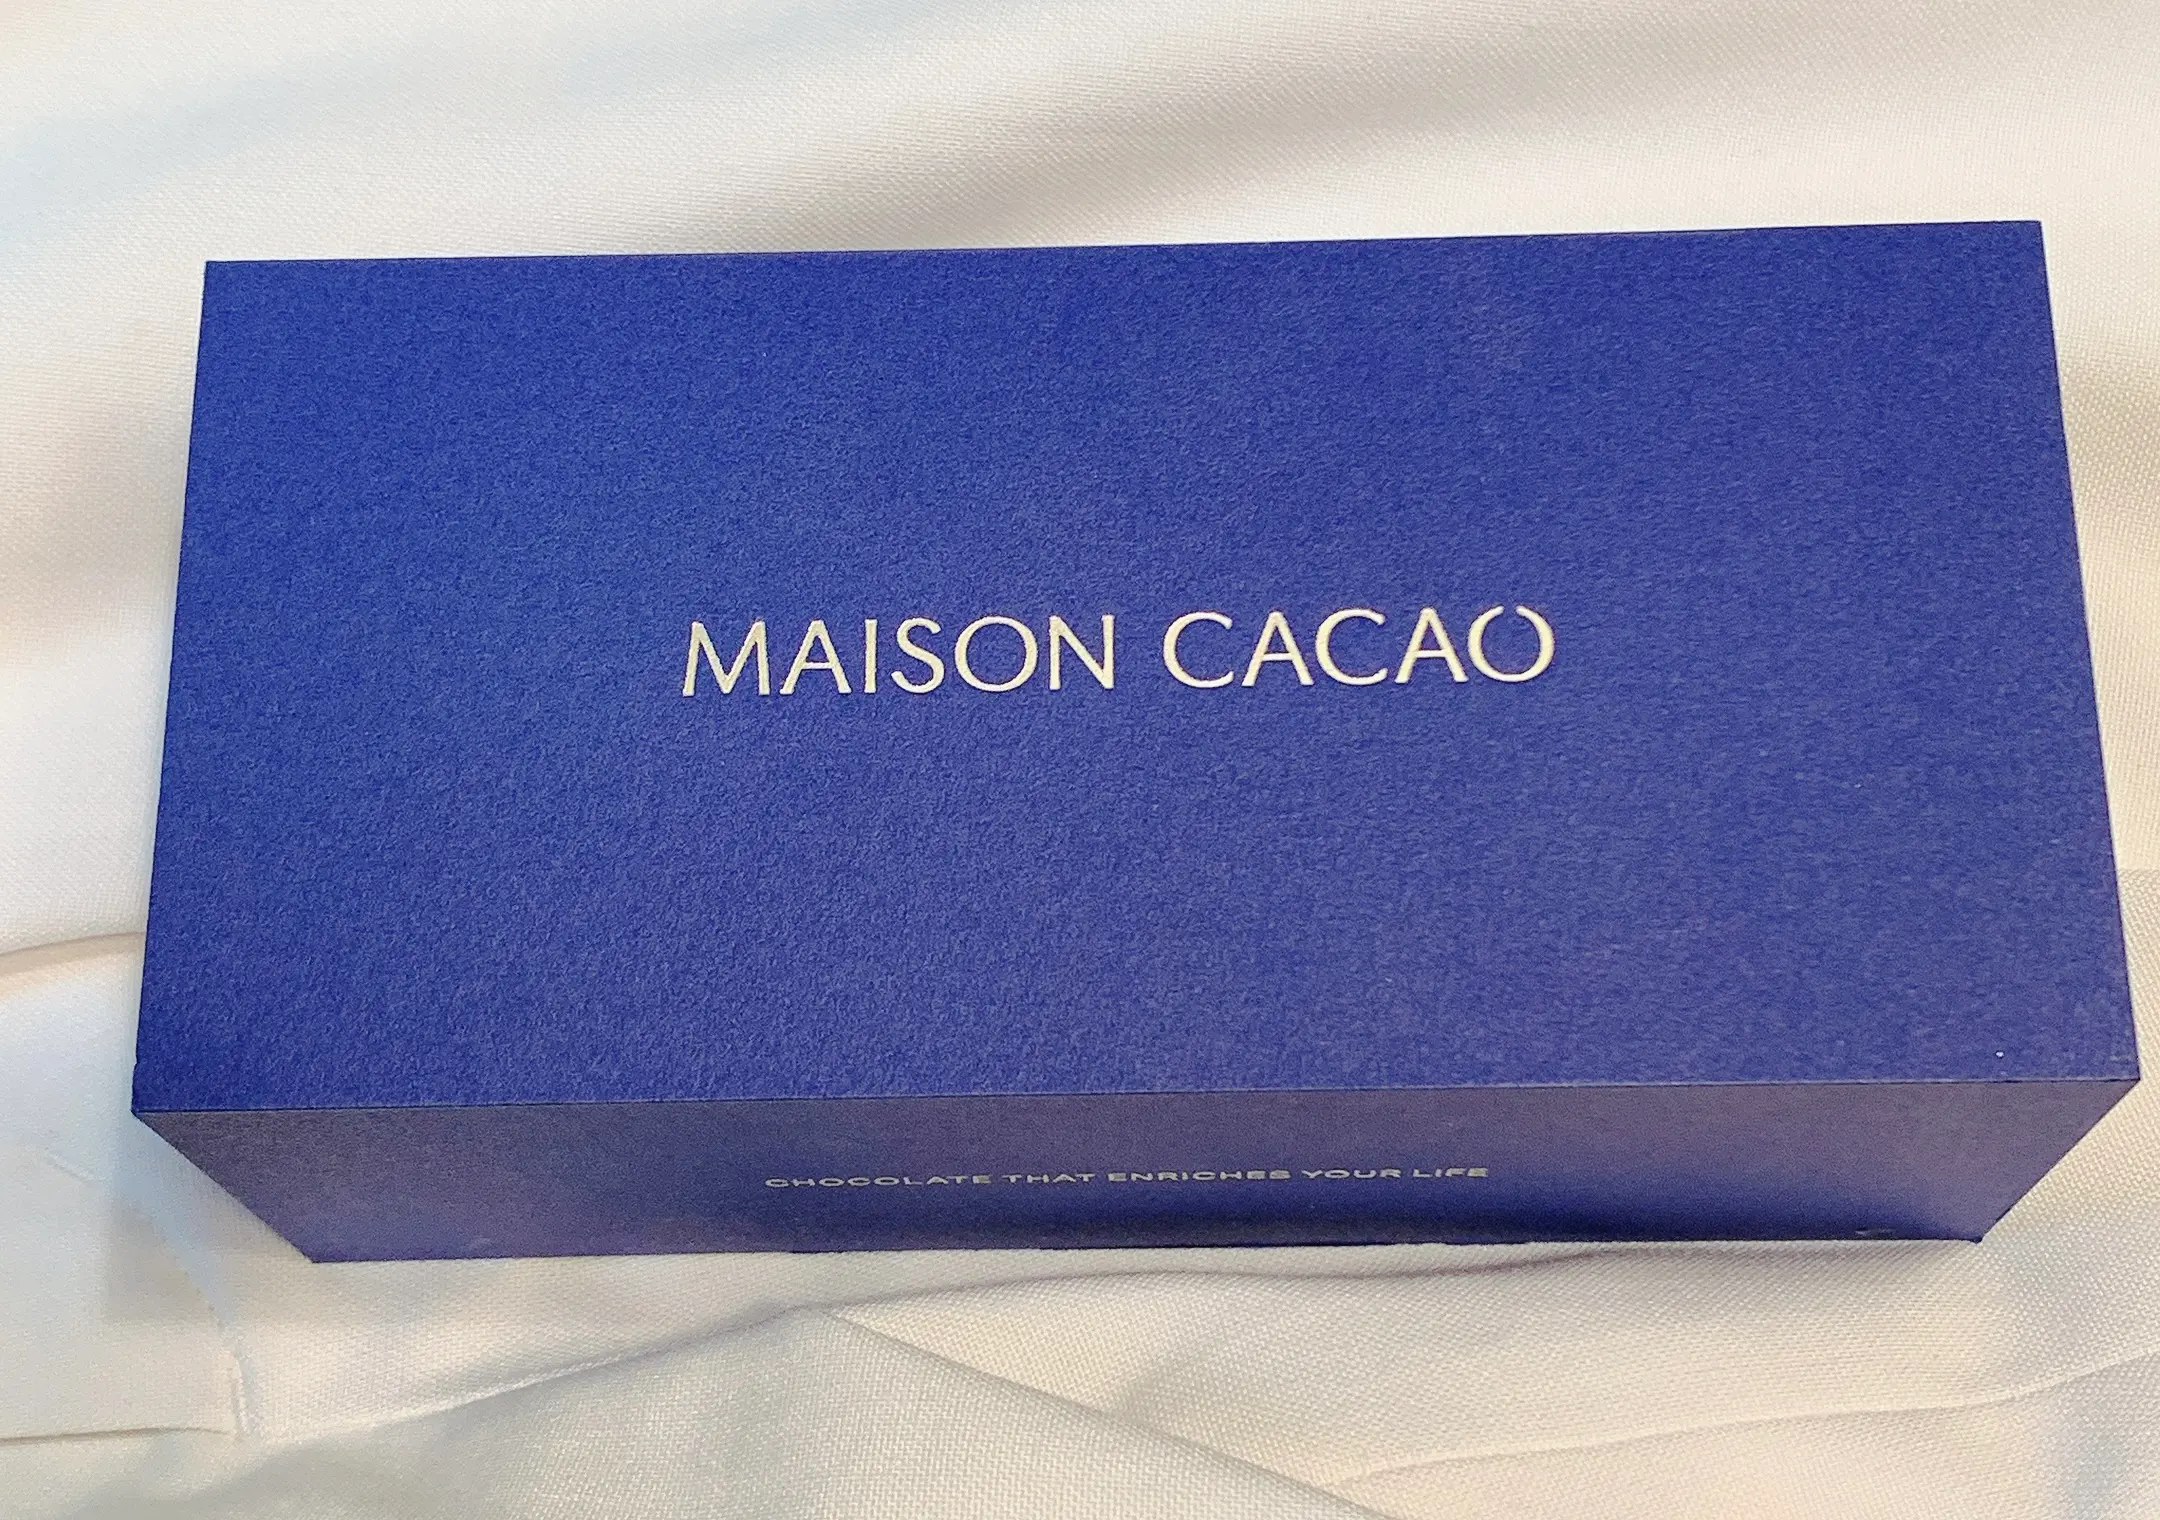 MAISON CACAO
CHOCOLATE THAT ENRICHES YOUR LIFE